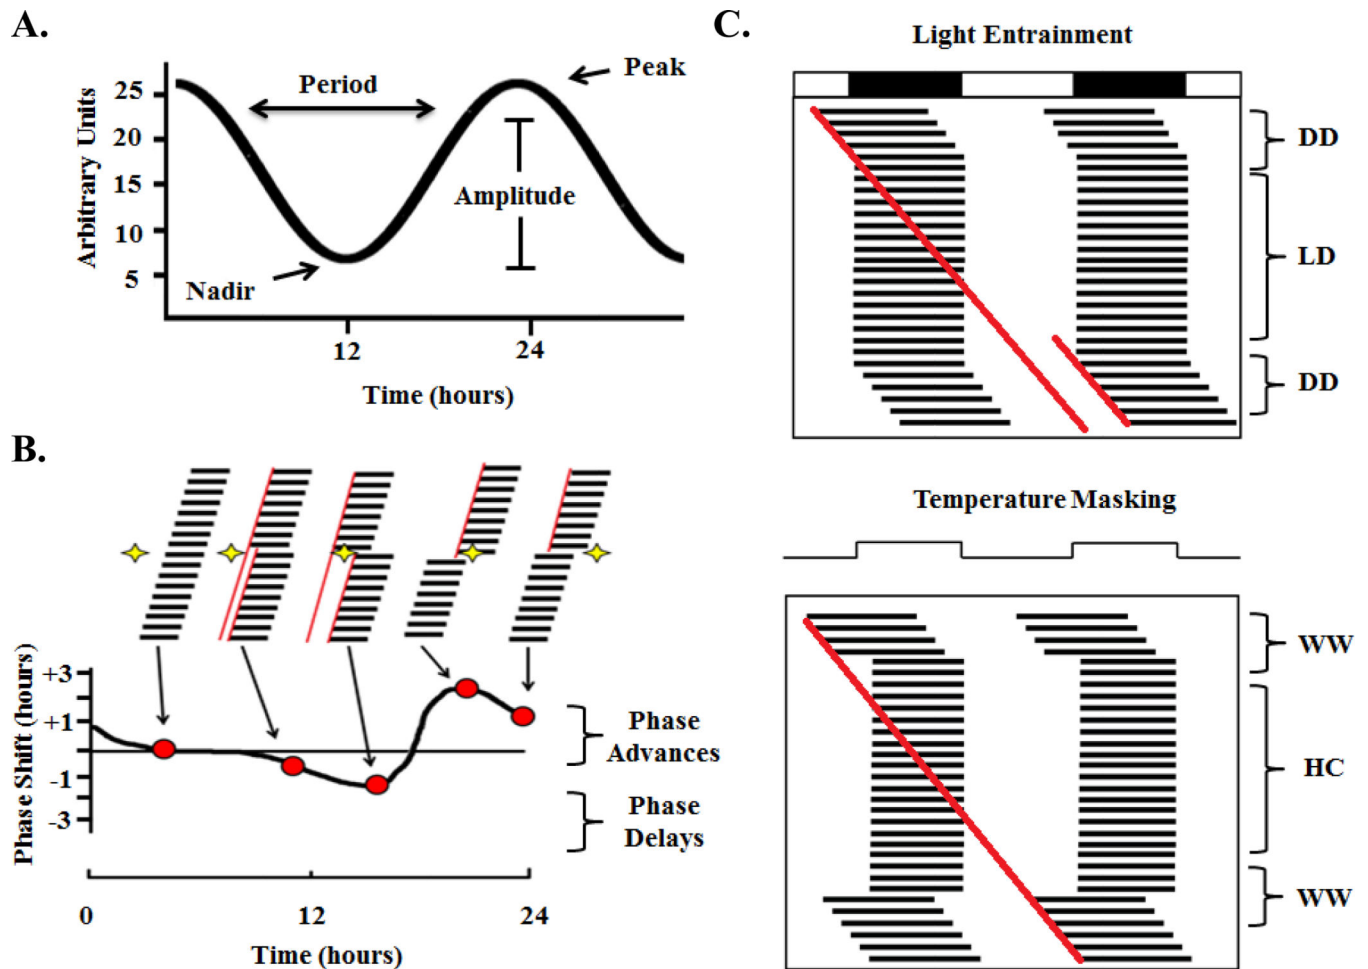 A.
Arbitrary Units
25
20
15
10
5
Period
Peak
Amplitude
Nadir
12
24
Time (hours)
B.
Phase Shift (hours)
+3
+1
-1
-3
Phase
Advances
Phase
Delays
0
12
24
Time (hours)
C.
Light Entrainment
DD
LD
DD
Temperature Masking
WW
HC
WW